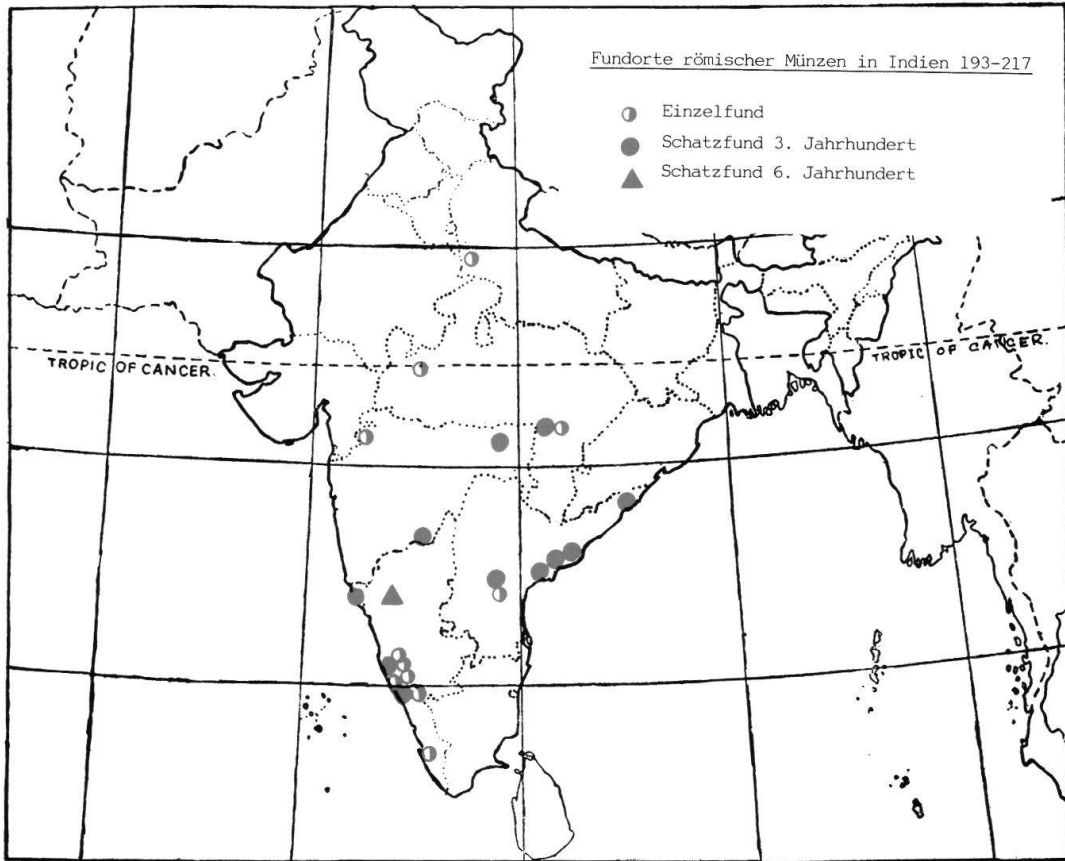 Fundorte römischer Münzen in Indien 193-217
Einzelfund
Schatzfund 3. Jahrhundert
Schatzfund 6. Jahrhundert
TROPIC OF CANCER.
TROPIC OF CANCER.